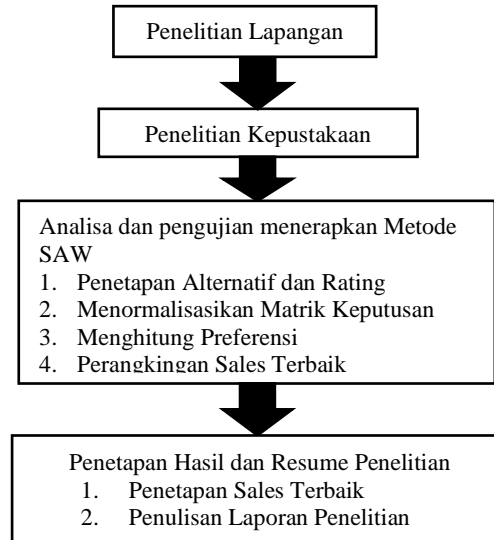 Penelitian Lapangan
Penelitian Kepustakaan
Analisa dan pengujian menerapkan Metode
SAW
1. Penetapan Alternatif dan Rating
2. Menormalisasikan Matrik Keputusan
3. Menghitung Preferensi
4. Perangkingan Sales Terbaik
Penetapan Hasil dan Resume Penelitian
1. Penetapan Sales Terbaik
2. Penulisan Laporan Penelitian